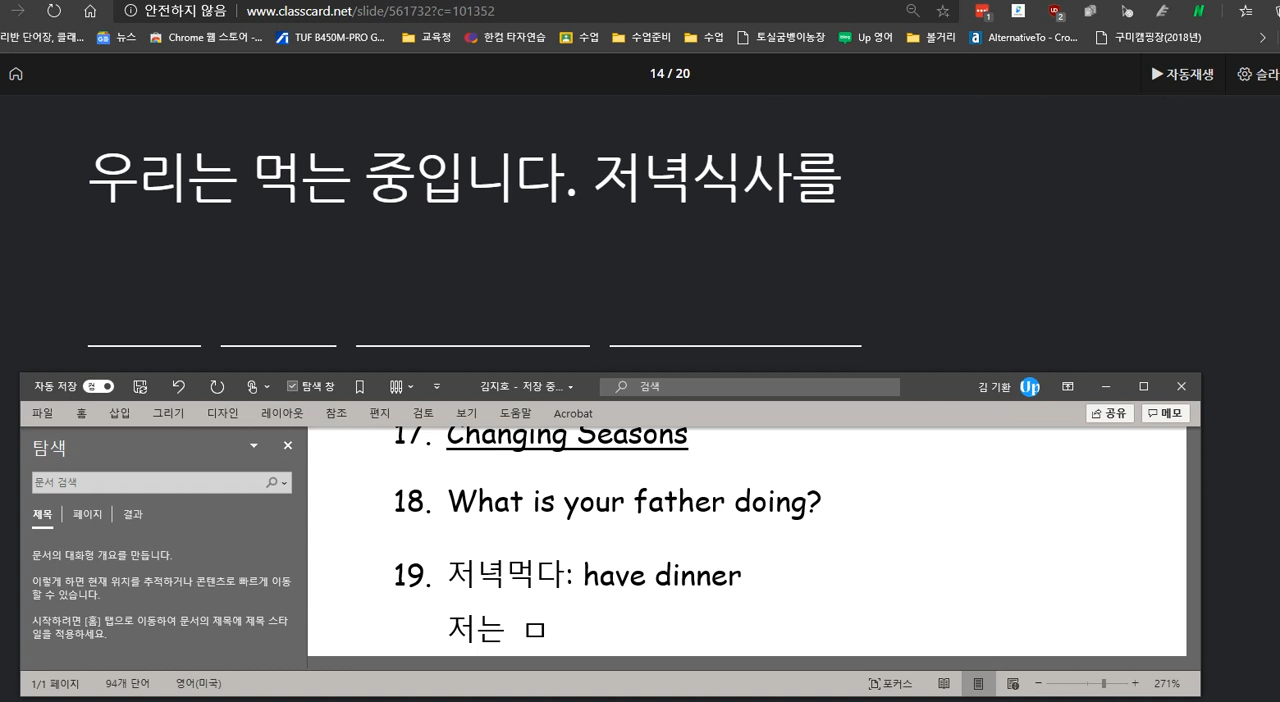 안전하지 않음 www.classcard.net/slide/561732?c=101352
리반 단어장, 클래... 뉴스 Chrome 웹 스토어 -... TUF B450M-PRO G... 교육청 한컴 타자연습 수업 수업준비 수업 토실굼뱅이농장 Up 영어 볼거리 AlternativeTo - Cro... 구미캠핑장(2018년)
14 / 20 자동재생 슬라
우리는 먹는 중입니다. 저녁식사를
자동 저장 김지호 - 저장 중... 탐색 창 검색 김 기환 Up
파일 홈 삽입 그리기 디자인 레이아웃 참조 편지 검토 보기 도움말 Acrobat 공유 메모
탐색
문서 검색
제목 페이지 결과
문서의 대화형 개요를 만듭니다.
이렇게 하면 현재 위치를 추적하거나 콘텐츠로 빠르게 이동
할 수 있습니다.
시작하려면 [홈] 탭으로 이동하여 문서의 제목에 제목 스타
일을 적용하세요.
17. Changing Seasons
18. What is your father doing?
19. 저녁먹다: have dinner
저는 ㅁ
1/1 페이지 94개 단어 영어(미국) 포커스 271%